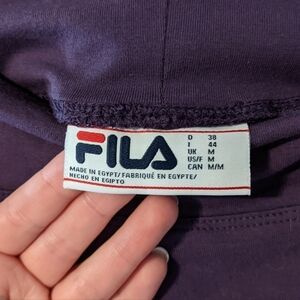 FILA
MADE IN EGYPT/FABRIQUÉ EN EGYPTE/
HECHO EN EGIPTO
D 38
I 44
UK M
US/F M
CAN M/M